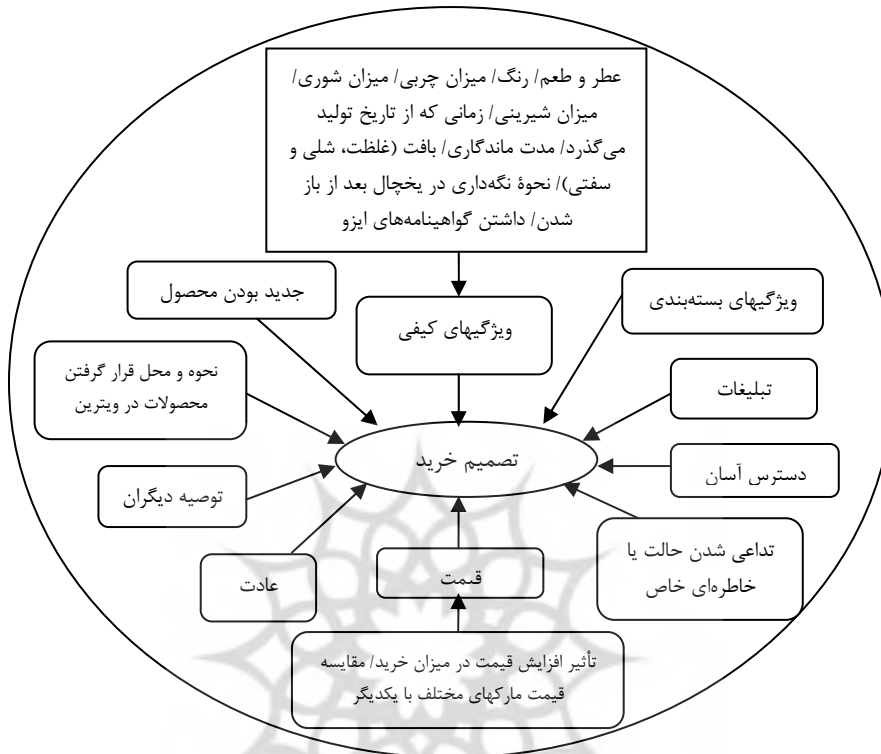 عطر و طعم/ رنگ/ میزان چربی/ میزان شوری/
میزان شیرینی/ زمانی که از تاریخ تولید
می‌گذرد/ مدت ماندگاری/ بافت (غلظت، شلی و
سفتی)/ نحوۀ نگه‌داری در یخچال بعد از باز
شدن/ داشتن گواهینامه‌های ایزو
جدید بودن محصول
ویژگیهای کیفی
ویژگیهای بسته‌بندی
نحوه و محل قرار گرفتن
محصولات در ویترین
تبلیغات
تصمیم خرید
دسترس آسان
توصیه دیگران
تداعی شدن حالت یا
خاطره‌ای خاص
عادت
قیمت
تأثیر افزایش قیمت در میزان خرید/ مقایسه
قیمت مارکهای مختلف با یکدیگر